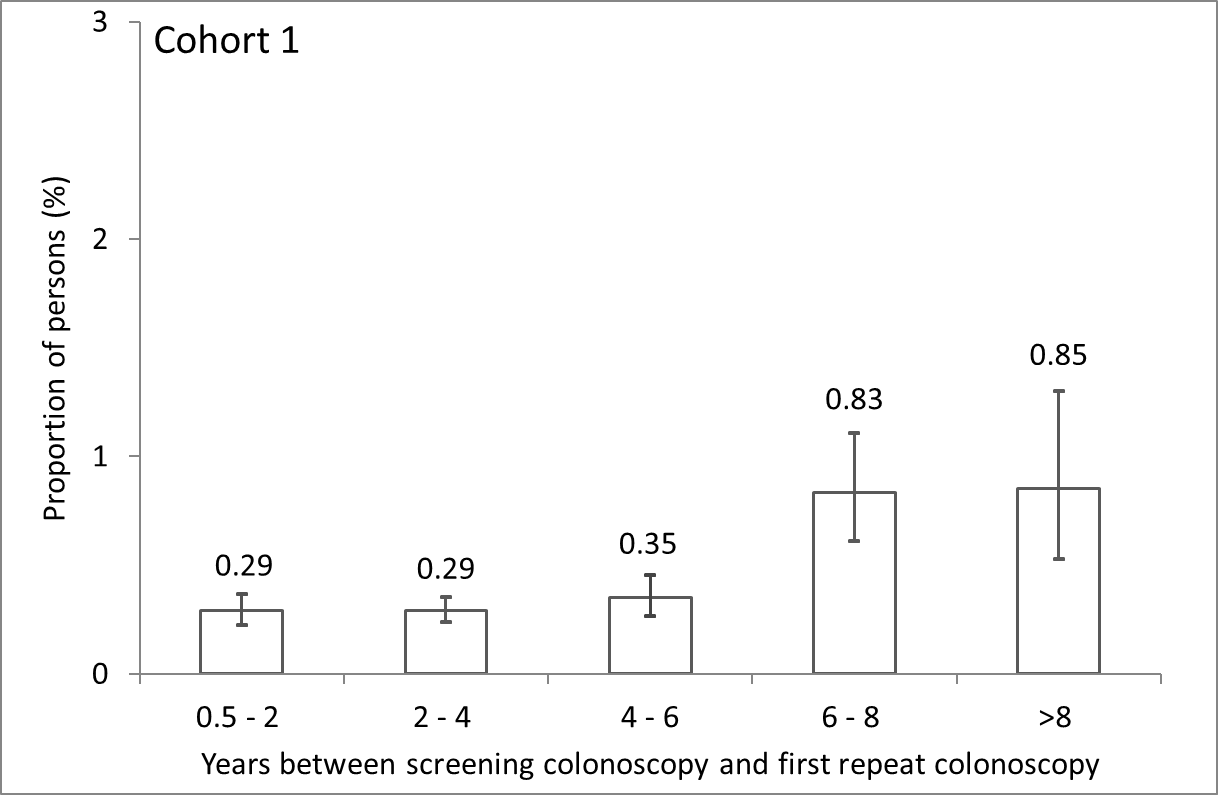 Cohort 1
Proportion of persons (%)
3
2
1
0
0.29
0.29
0.35
0.83
0.85
0.5 - 2
2 - 4
4 - 6
6 - 8
>8
Years between screening colonoscopy and first repeat colonoscopy